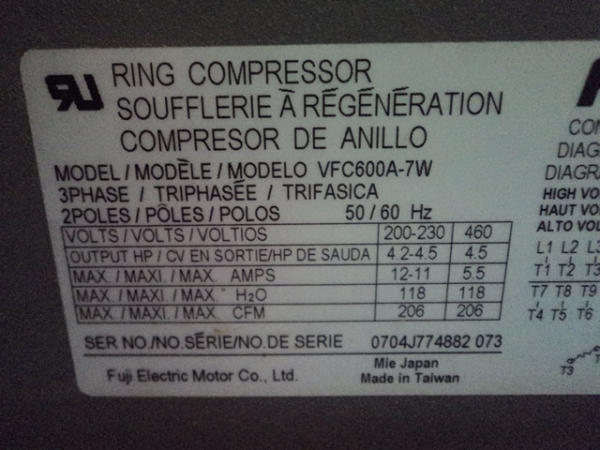 RU RING COMPRESSOR
SOUFFLERIE À RÉGÉNÉRATION
COMPRESOR DE ANILLO
MODEL / MODÈLE / MODELO VFC600A-7W
3PHASE / TRIPHASÉE / TRIFASICA
2POLES / PÔLES / POLOS 50 / 60 Hz
VOLTS / VOLTS / VOLTIOS 200-230 460
OUTPUT HP / CV EN SORTIE/HP DE SAUDA 4.2-4.5 4.5
MAX. / MAXI. / MAX. AMPS 12-11 5.5
MAX. / MAXI. / MAX. " H₂O 118 118
MAX. / MAXI. / MAX. CFM 206 206
SER NO./NO.SÉRIE/NO.DE SERIE 0704J774882 073
Mie Japan
Fuji Electric Motor Co., Ltd. Made in Taiwan
DIAG
DIAGRA
HIGH VO
HAUT VO
ALTO VOL
L1 L2 L3
T1 T2 T3
T7 T8 T9
T4 T5 T6
T3